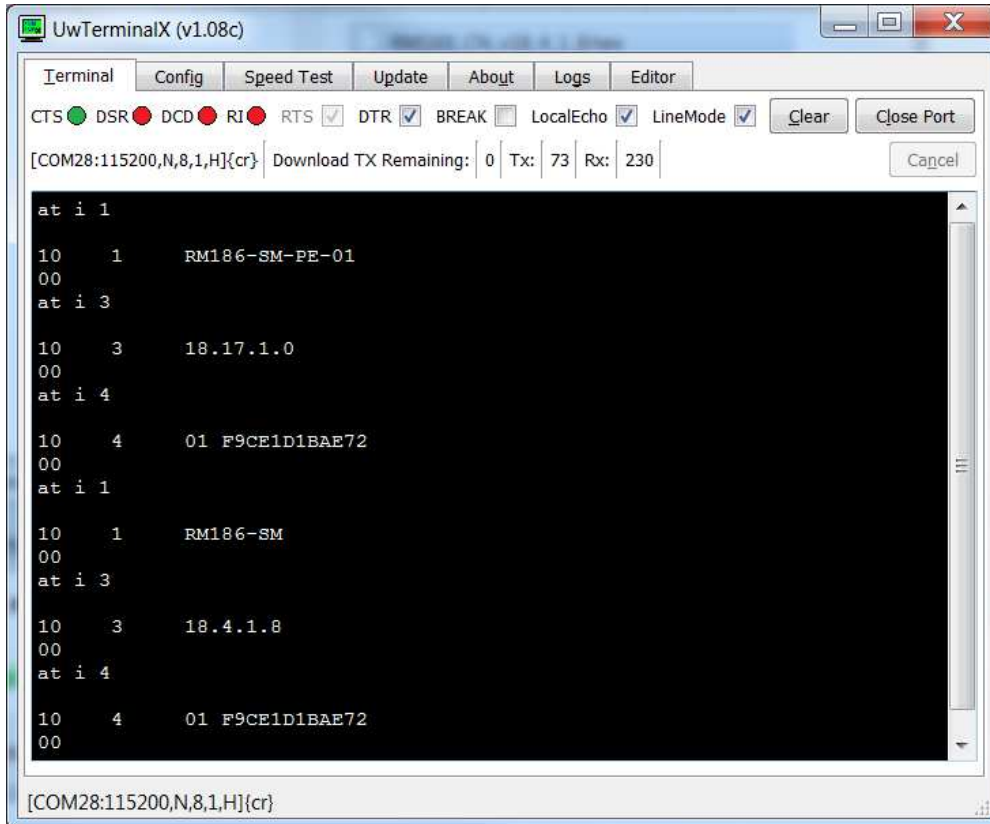 UwTerminalX (v1.08c)
Terminal Config Speed Test Update About Logs Editor
CTS DSR DCD RI RTS DTR BREAK LocalEcho LineMode Clear Close Port
[COM28:115200,N,8,1,H]{cr} Download TX Remaining: 0 Tx: 73 Rx: 230 Cancel
at i 1
10 1 RM186-SM-PE-01
00
at i 3
10 3 18.17.1.0
00
at i 4
10 4 01 F9CE1D1BAE72
00
at i 1
10 1 RM186-SM
00
at i 3
10 3 18.4.1.8
00
at i 4
10 4 01 F9CE1D1BAE72
00
[COM28:115200,N,8,1,H]{cr}